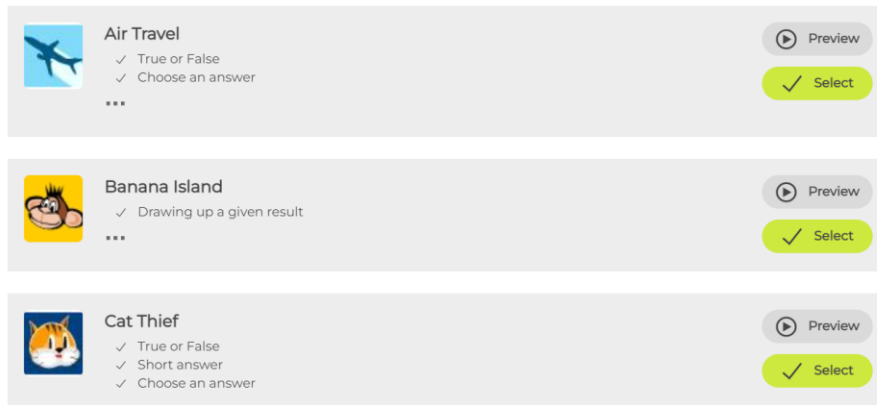 Air Travel
Preview
✓ True or False
✓ Choose an answer
Select
...
Banana Island
Preview
✓ Drawing up a given result
...
Select
Cat Thief
Preview
✓ True or False
✓ Short answer
Select
✓ Choose an answer